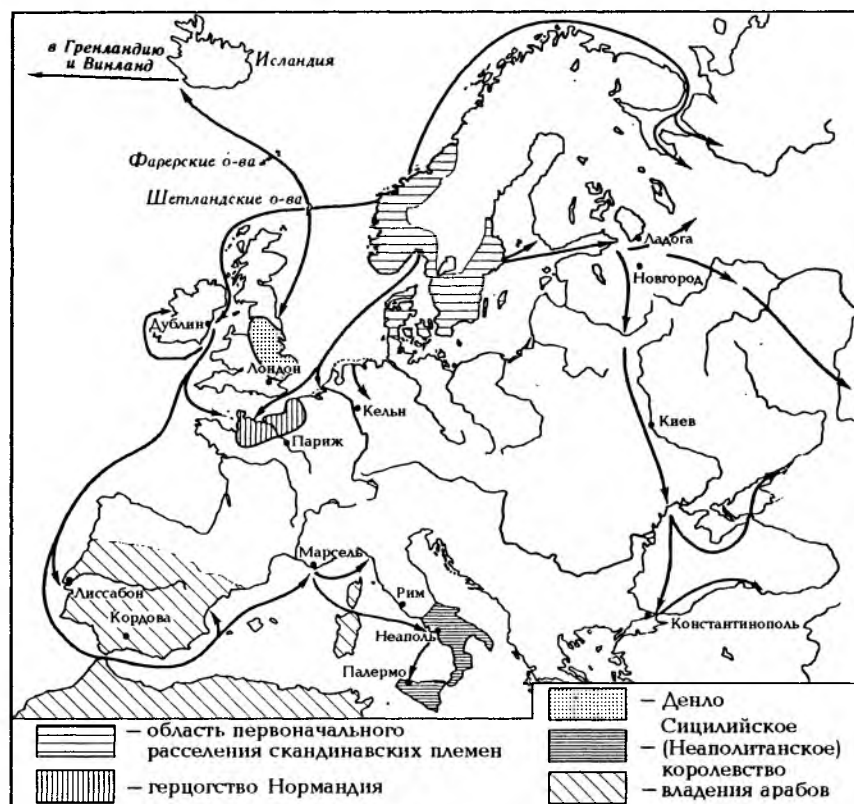 в Гренландию
и Винланд
Исландия
Фарерские о-ва
Шетландские о-ва
Ладога
Новгород
Дублин
Лондон
Кельн
Париж
Киев
Марсель
Лиссабон
Рим
Кордова
Неаполь
Константинополь
Палермо
– область первоначального
расселения скандинавских племен
– герцогство Нормандия
– Денло
Сицилийское
– (Неаполитанское)
королевство
– владения арабов